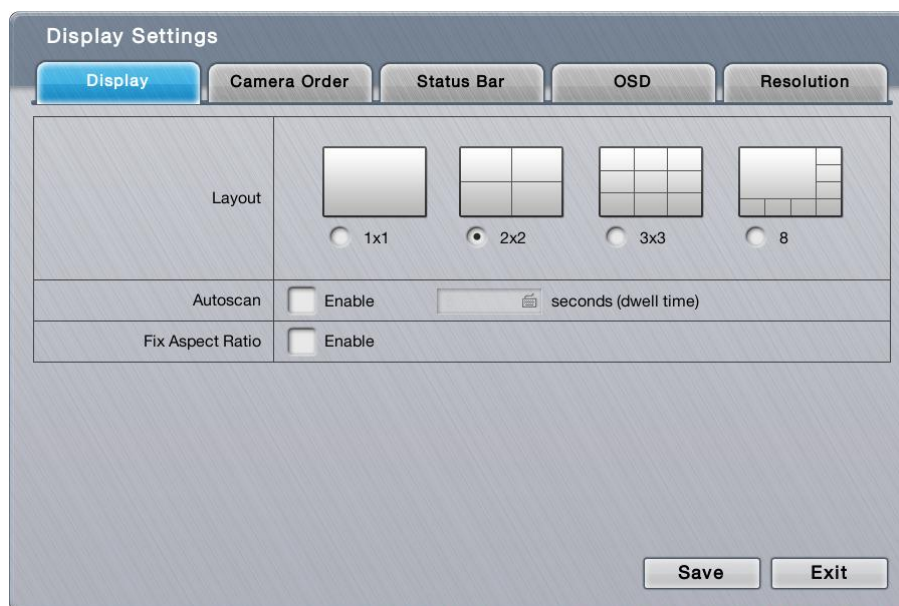 Display Settings
Display Camera Order Status Bar OSD Resolution
Layout
1x1 2x2 3x3 8
Autoscan Enable seconds (dwell time)
Fix Aspect Ratio Enable
Save Exit